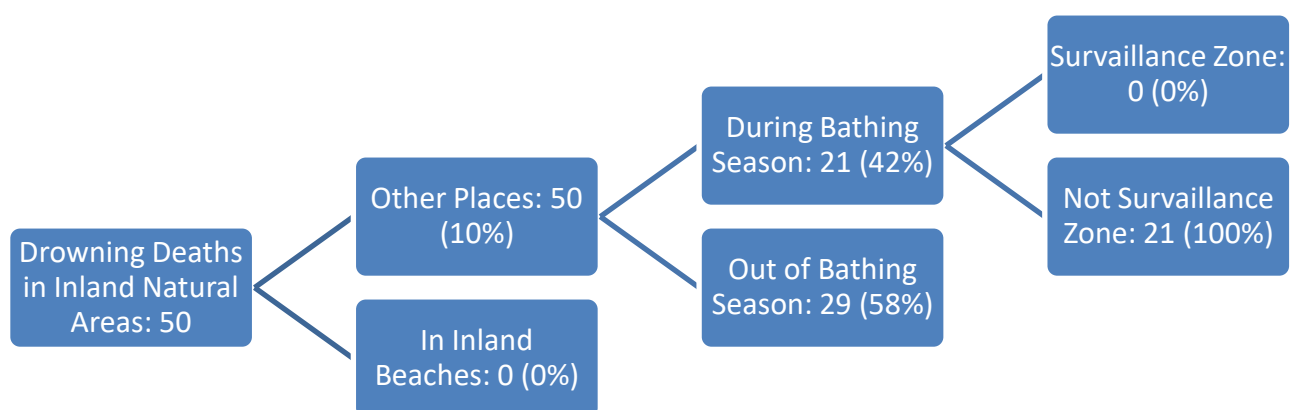 Drowning Deaths
in Inland Natural
Areas: 50
Other Places: 50
(10%)
In Inland
Beaches: 0 (0%)
During Bathing
Season: 21 (42%)
Out of Bathing
Season: 29 (58%)
Survaillance Zone:
0 (0%)
Not Survaillance
Zone: 21 (100%)